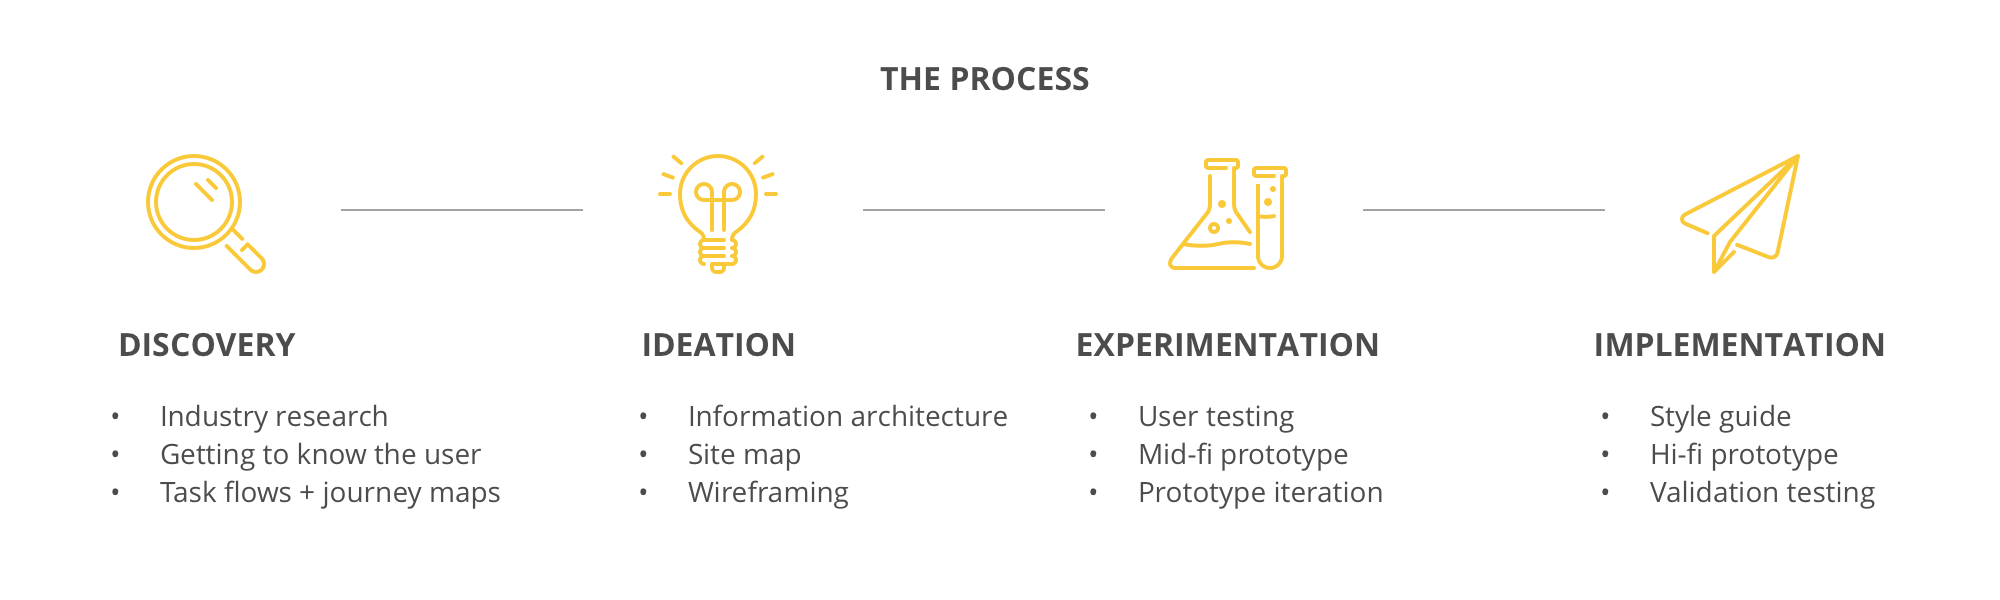 THE PROCESS
DISCOVERY
• Industry research
• Getting to know the user
• Task flows + journey maps
IDEATION
• Information architecture
• Site map
• Wireframing
EXPERIMENTATION
• User testing
• Mid-fi prototype
• Prototype iteration
IMPLEMENTATION
• Style guide
• Hi-fi prototype
• Validation testing